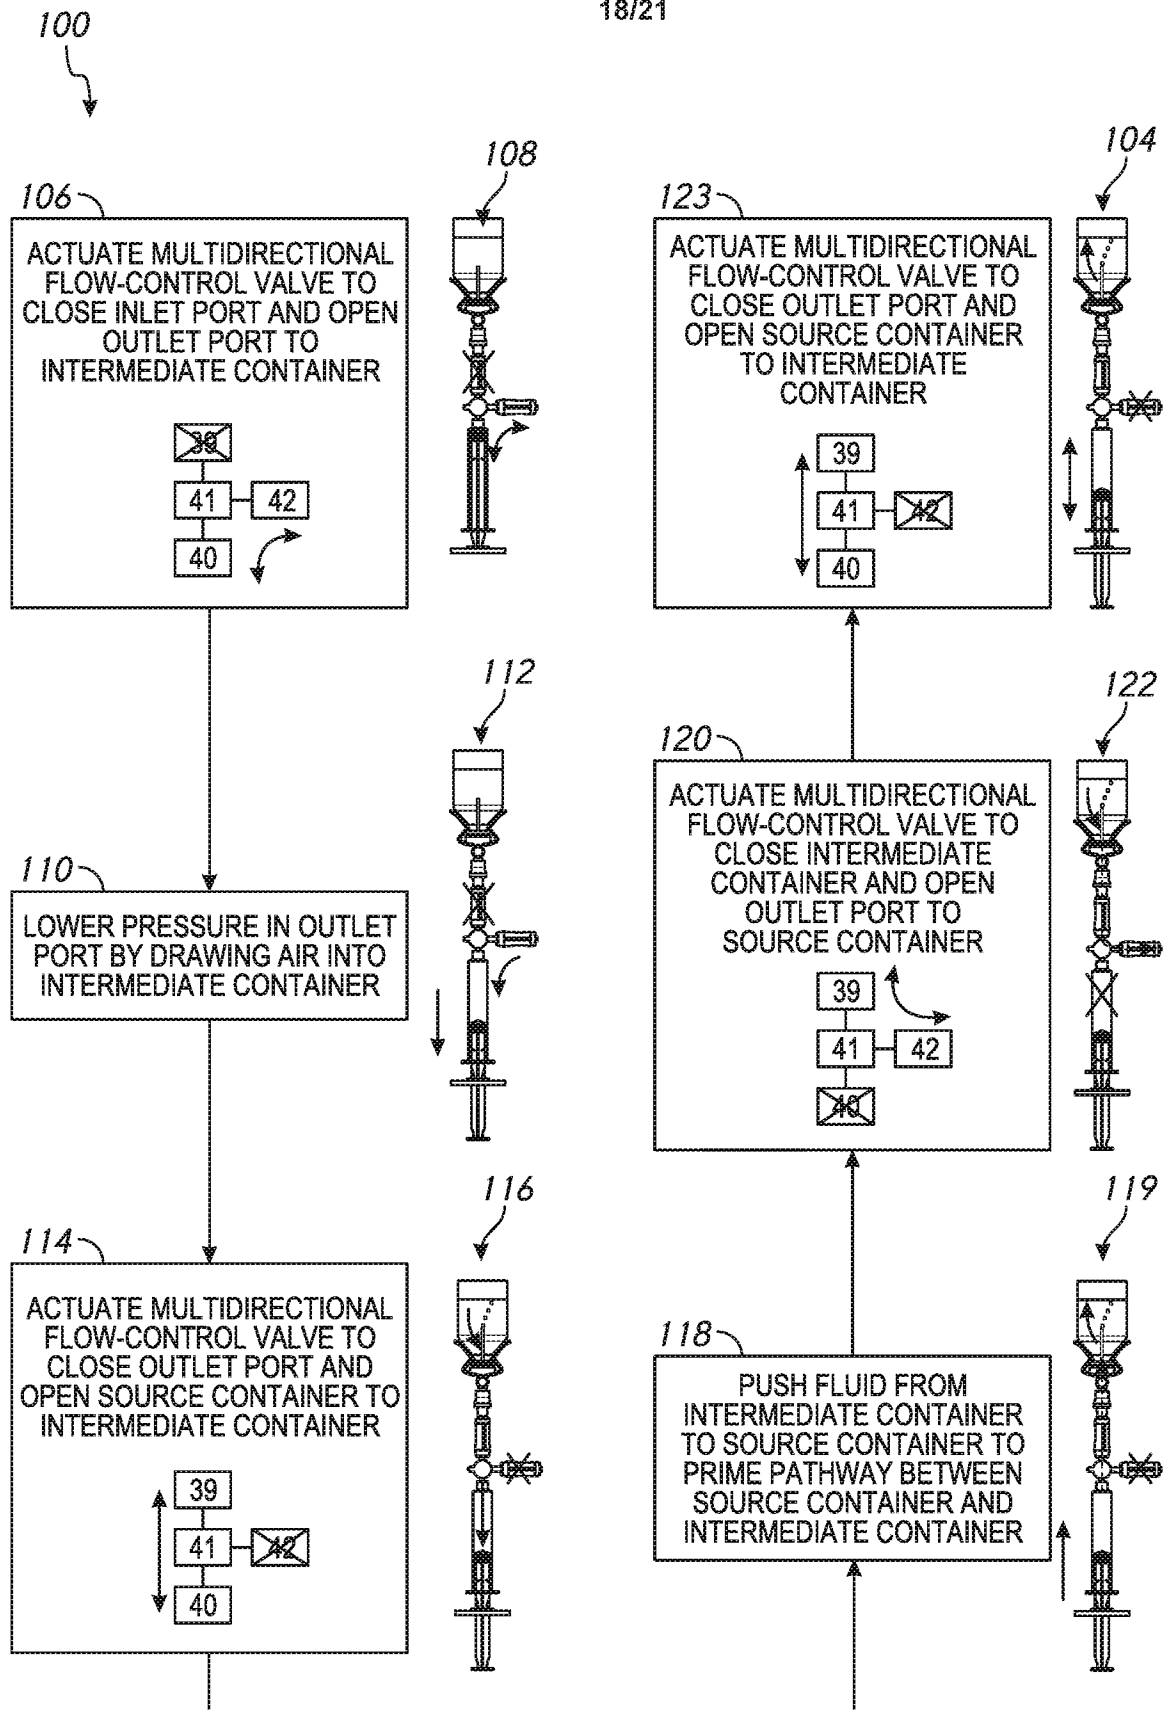 18/21
100
106
ACTUATE MULTIDIRECTIONAL
FLOW-CONTROL VALVE TO
CLOSE INLET PORT AND OPEN
OUTLET PORT TO
INTERMEDIATE CONTAINER
39
41
42
40
108
110
LOWER PRESSURE IN OUTLET
PORT BY DRAWING AIR INTO
INTERMEDIATE CONTAINER
112
114
ACTUATE MULTIDIRECTIONAL
FLOW-CONTROL VALVE TO
CLOSE OUTLET PORT AND
OPEN SOURCE CONTAINER TO
INTERMEDIATE CONTAINER
39
41
42
40
116
123
ACTUATE MULTIDIRECTIONAL
FLOW-CONTROL VALVE TO
CLOSE OUTLET PORT AND
OPEN SOURCE CONTAINER
TO INTERMEDIATE
CONTAINER
39
41
42
40
104
120
ACTUATE MULTIDIRECTIONAL
FLOW-CONTROL VALVE TO
CLOSE INTERMEDIATE
CONTAINER AND OPEN
OUTLET PORT TO
SOURCE CONTAINER
39
41
42
40
122
118
PUSH FLUID FROM
INTERMEDIATE CONTAINER
TO SOURCE CONTAINER TO
PRIME PATHWAY BETWEEN
SOURCE CONTAINER AND
INTERMEDIATE CONTAINER
119